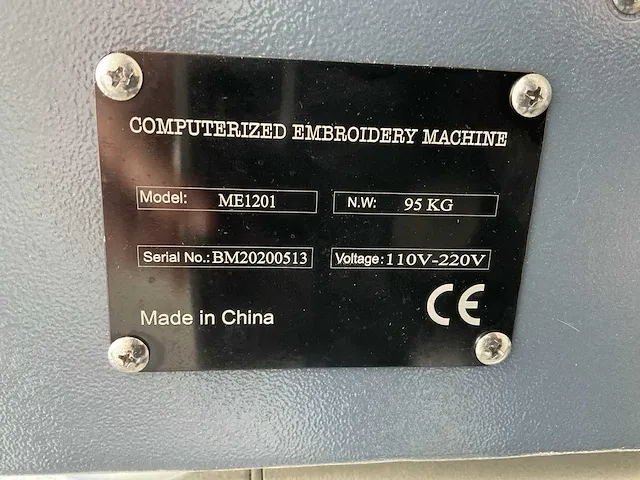 COMPUTERIZED EMBROIDERY MACHINE
Model: ME1201 N.W: 95 KG
Serial No.: BM20200513 Voltage: 110V-220V
Made in China CE